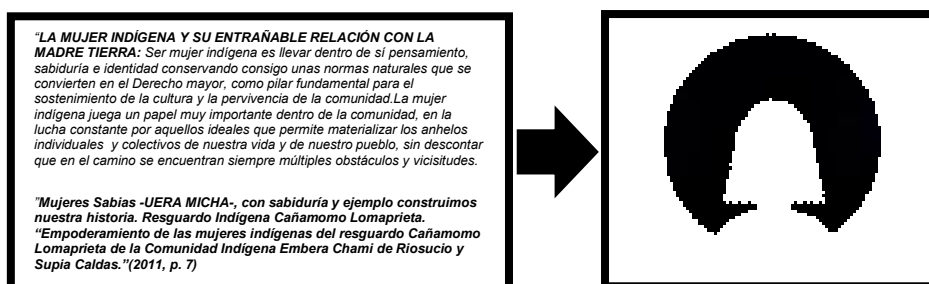 “LA MUJER INDÍGENA Y SU ENTRAÑABLE RELACIÓN CON LA
MADRE TIERRA: Ser mujer indígena es llevar dentro de sí pensamiento,
sabiduría e identidad conservando consigo unas normas naturales que se
convierten en el Derecho mayor, como pilar fundamental para el
sostenimiento de la cultura y la pervivencia de la comunidad.La mujer
indígena juega un papel muy importante dentro de la comunidad, en la
lucha constante por aquellos ideales que permite materializar los anhelos
individuales y colectivos de nuestra vida y de nuestro pueblo, sin descontar
que en el camino se encuentran siempre múltiples obstáculos y vicisitudes.
”Mujeres Sabias -UERA MICHA-, con sabiduría y ejemplo construimos
nuestra historia. Resguardo Indígena Cañamomo Lomaprieta.
“Empoderamiento de las mujeres indígenas del resguardo Cañamomo
Lomaprieta de la Comunidad Indígena Embera Chami de Riosucio y
Supia Caldas.”(2011, p. 7)